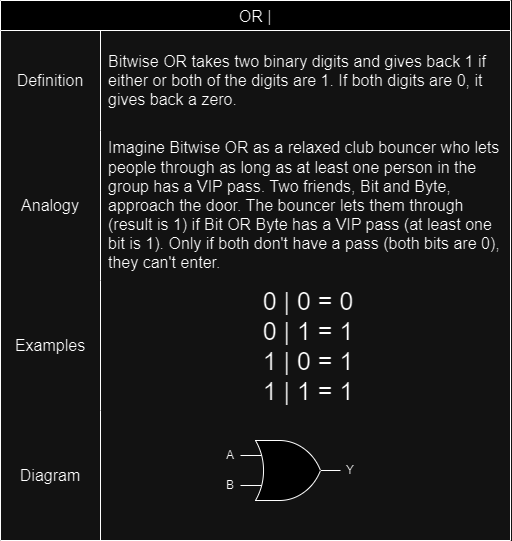 OR |
Definition
Bitwise OR takes two binary digits and gives back 1 if
either or both of the digits are 1. If both digits are 0, it
gives back a zero.
Analogy
Imagine Bitwise OR as a relaxed club bouncer who lets
people through as long as at least one person in the
group has a VIP pass. Two friends, Bit and Byte,
approach the door. The bouncer lets them through
(result is 1) if Bit OR Byte has a VIP pass (at least one
bit is 1). Only if both don't have a pass (both bits are 0),
they can't enter.
Examples
0 | 0 = 0
0 | 1 = 1
1 | 0 = 1
1 | 1 = 1
Diagram
A
B
Y